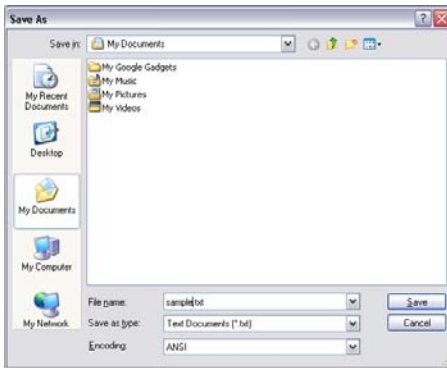 Save As
Save in:
My Documents
My Recent
Documents
Desktop
My Documents
My Computer
My Network
My Google Gadgets
My Music
My Pictures
My Videos
File name:
sample.txt
Save
Save as type:
Text Documents (*.txt)
Cancel
Encoding:
ANSI